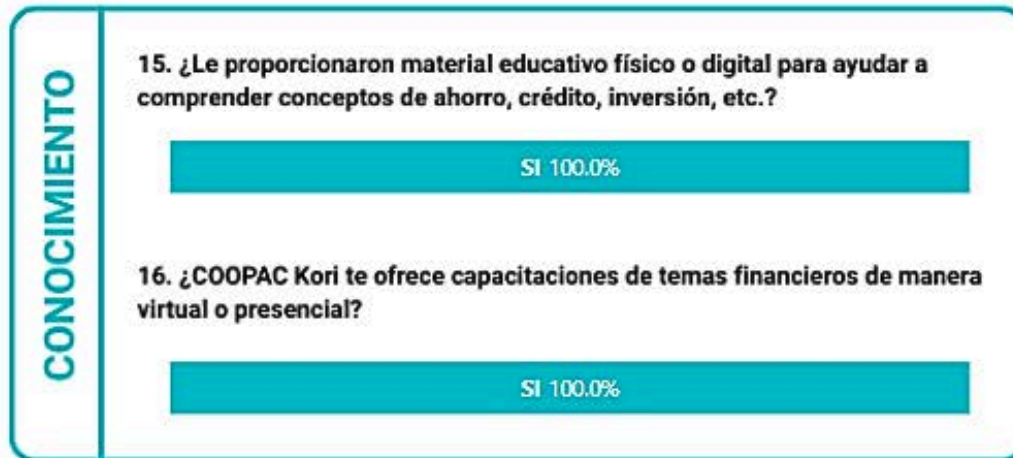 CONOCIMIENTO
15. ¿Le proporcionaron material educativo físico o digital para ayudar a
comprender conceptos de ahorro, crédito, inversión, etc.?
SI 100.0%
16. ¿COOPAC Kori te ofrece capacitaciones de temas financieros de manera
virtual o presencial?
SI 100.0%